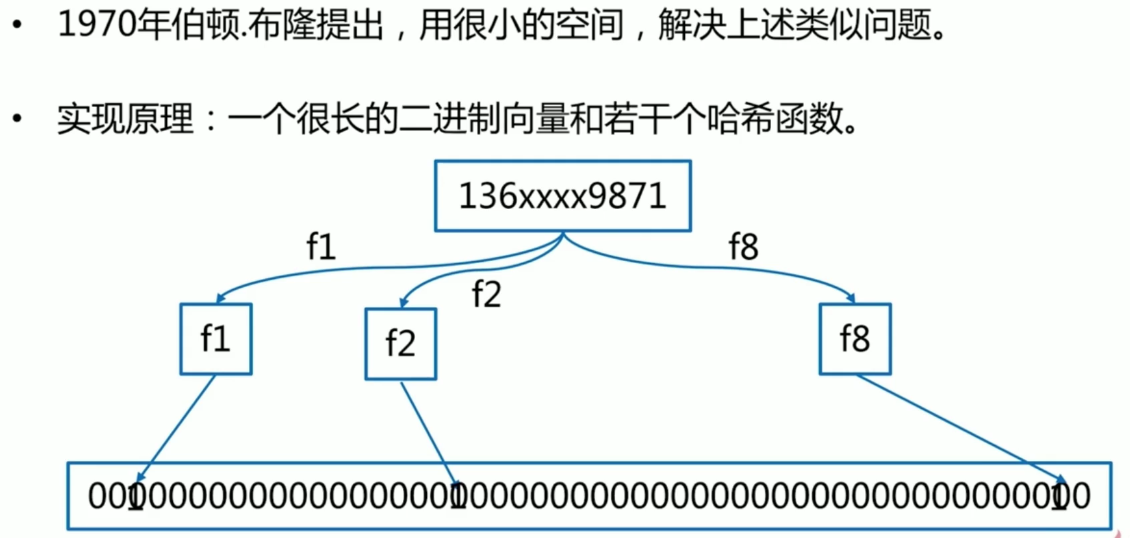 • 1970年伯顿.布隆提出，用很小的空间，解决上述类似问题。
• 实现原理：一个很长的二进制向量和若干个哈希函数。
136xxxx9871
f1
f8
f2
f1
f2
f8
00100000000000000010000000000000000000000000000010